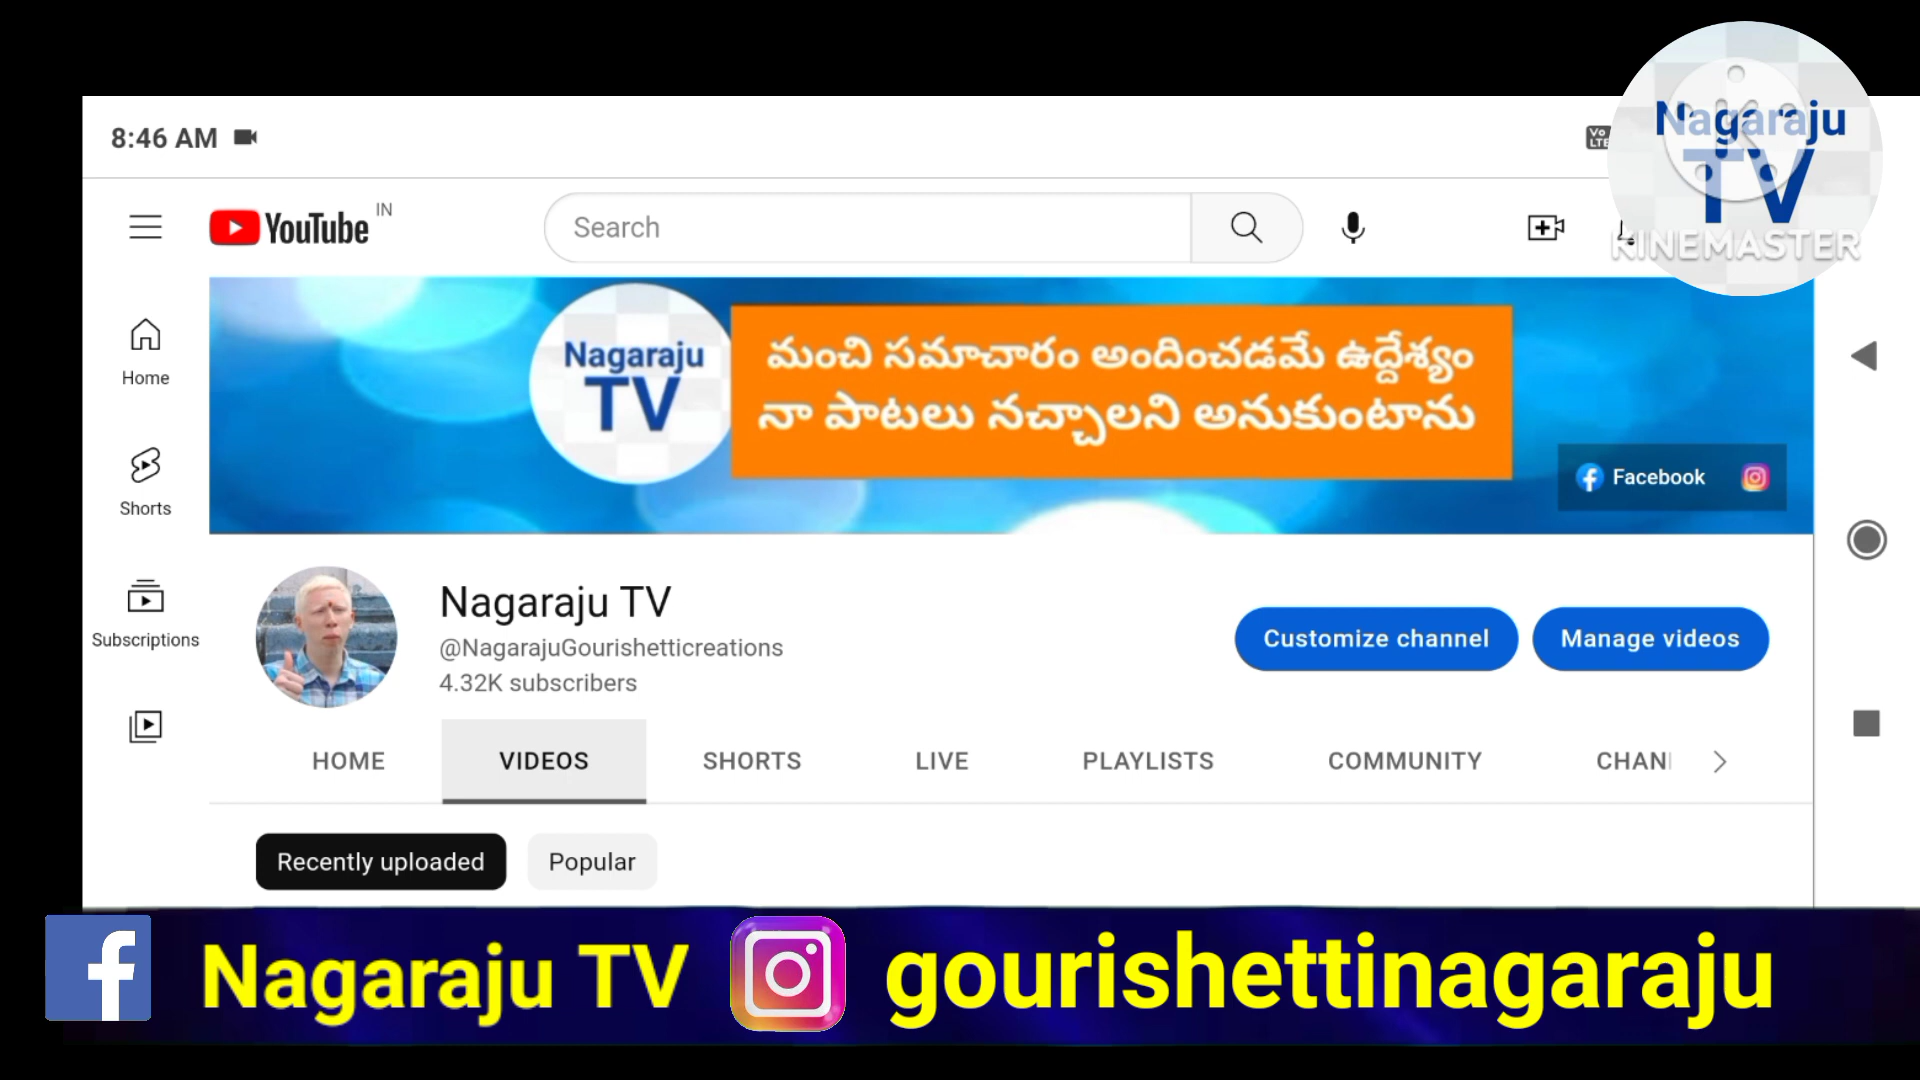 8:46 AM
Vo
LTE
Nagaraju
TV
KINEMASTER
YouTube IN
Search
Nagaraju
TV
మంచి సమాచారం అందించడమే ఉద్దేశ్యం
నా పాటలు నచ్చాలని అనుకుంటాను
Facebook
Home
Shorts
Subscriptions
Nagaraju TV
@NagarajuGourishetticreations
4.32K subscribers
Customize channel
Manage videos
HOME
VIDEOS
SHORTS
LIVE
PLAYLISTS
COMMUNITY
CHAN
Recently uploaded
Popular
Nagaraju TV
gourishettinagaraju